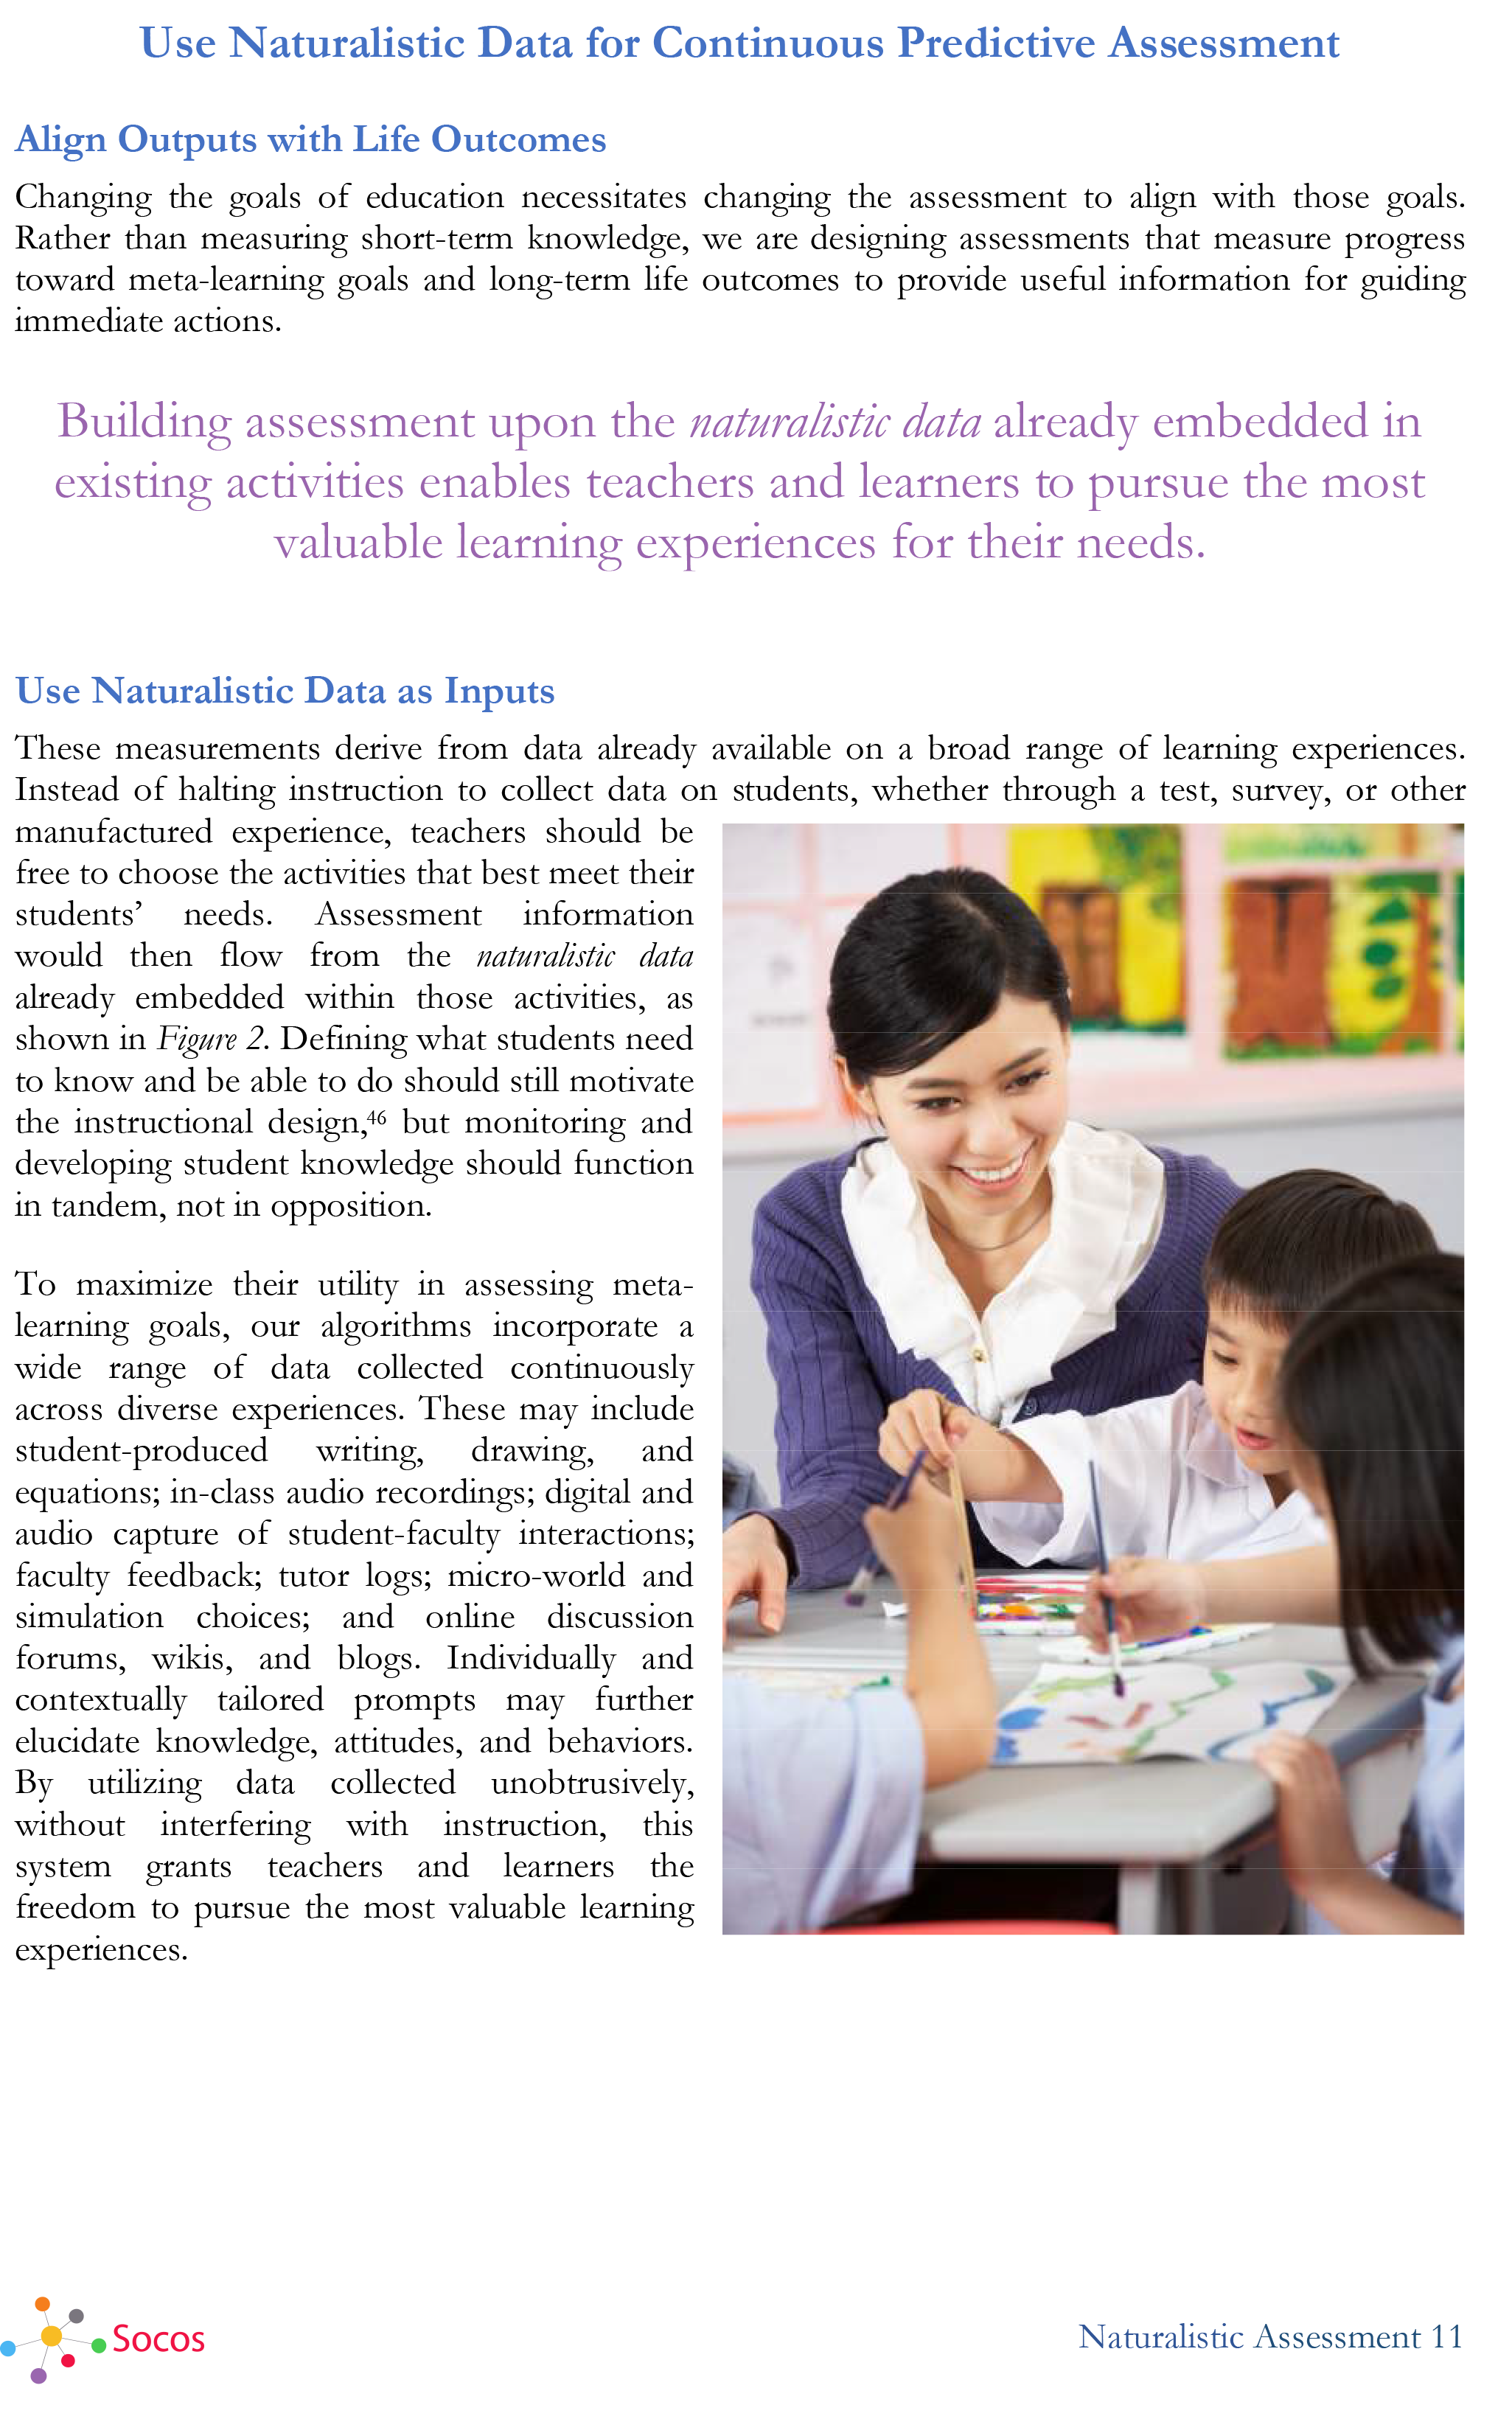 Use Naturalistic Data for Continuous Predictive Assessment
Align Outputs with Life Outcomes
Changing the goals of education necessitates changing the assessment to align with those goals.
Rather than measuring short-term knowledge, we are designing assessments that measure progress
toward meta-learning goals and long-term life outcomes to provide useful information for guiding
immediate actions.
Building assessment upon the naturalistic data already embedded in
existing activities enables teachers and learners to pursue the most
valuable learning experiences for their needs.
Use Naturalistic Data as Inputs
These measurements derive from data already available on a broad range of learning experiences.
Instead of halting instruction to collect data on students, whether through a test, survey, or other
manufactured experience, teachers should be
free to choose the activities that best meet their
students’ needs. Assessment information
would then flow from the naturalistic data
already embedded within those activities, as
shown in Figure 2. Defining what students need
to know and be able to do should still motivate
the instructional design,⁴⁶ but monitoring and
developing student knowledge should function
in tandem, not in opposition.
To maximize their utility in assessing meta-
learning goals, our algorithms incorporate a
wide range of data collected continuously
across diverse experiences. These may include
student-produced writing, drawing, and
equations; in-class audio recordings; digital and
audio capture of student-faculty interactions;
faculty feedback; tutor logs; micro-world and
simulation choices; and online discussion
forums, wikis, and blogs. Individually and
contextually tailored prompts may further
elucidate knowledge, attitudes, and behaviors.
By utilizing data collected unobtrusively,
without interfering with instruction, this
system grants teachers and learners the
freedom to pursue the most valuable learning
experiences.
Socos
Naturalistic Assessment 11